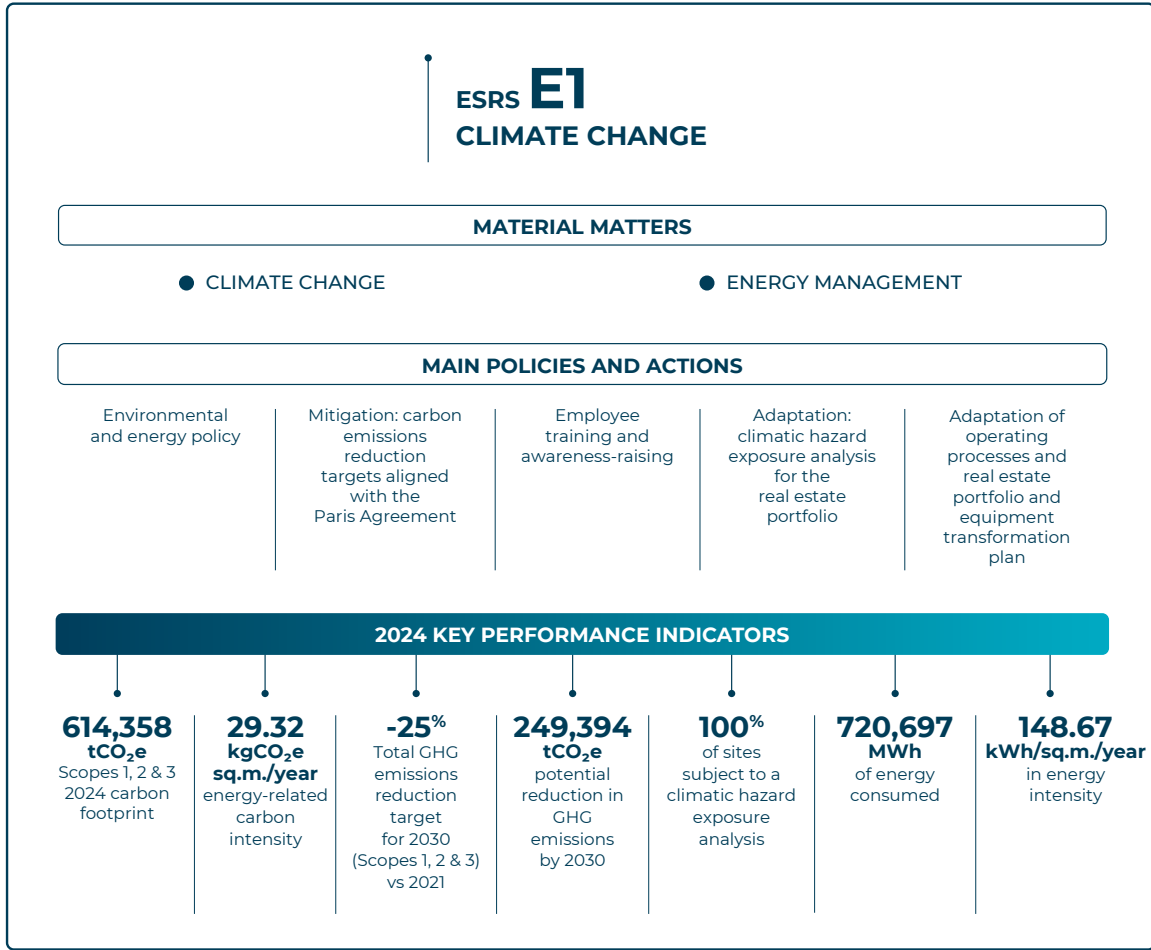 ESRS E1
CLIMATE CHANGE
MATERIAL MATTERS
CLIMATE CHANGE
ENERGY MANAGEMENT
MAIN POLICIES AND ACTIONS
Environmental
and energy policy
Mitigation: carbon
emissions
reduction
targets aligned
with the
Paris Agreement
Employee
training and
awareness-raising
Adaptation:
climatic hazard
exposure analysis
for the
real estate
portfolio
Adaptation of
operating
processes and
real estate
portfolio and
equipment
transformation
plan
2024 KEY PERFORMANCE INDICATORS
614,358
tCO₂e
Scopes 1, 2 & 3
2024 carbon
footprint
29.32
kgCO₂e
sq.m./year
energy-related
carbon
intensity
-25%
Total GHG
emissions
reduction
target
for 2030
(Scopes 1, 2 & 3)
vs 2021
249,394
tCO₂e
potential
reduction in
GHG
emissions
by 2030
100%
of sites
subject to a
climatic hazard
exposure
analysis
720,697
MWh
of energy
consumed
148.67
kWh/sq.m./year
in energy
intensity